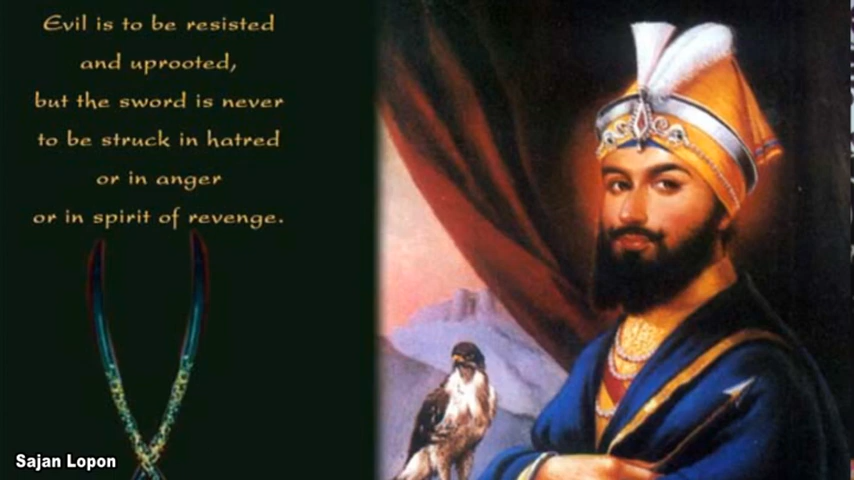 Evil is to be resisted
and uprooted,
but the sword is never
to be struck in hatred
or in anger
or in spirit of revenge.
Sajan Lopon